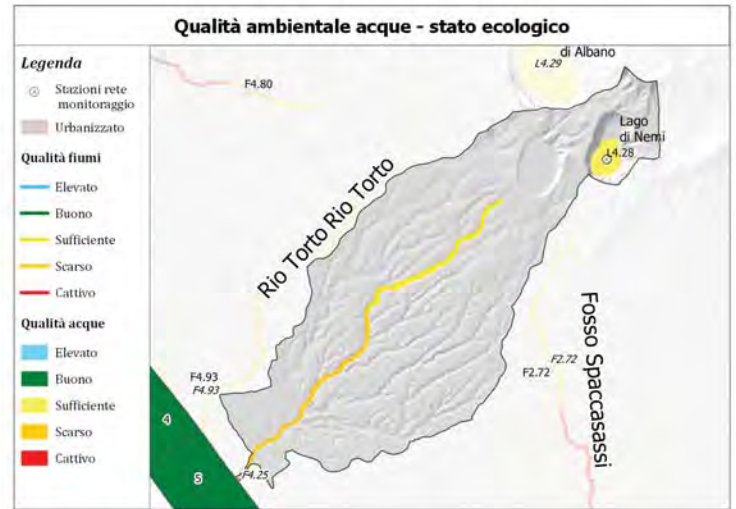 Qualità ambientale acque - stato ecologico
Legenda
Stazioni rete
monitoraggio
Urbanizzato
Qualità fiumi
Elevato
Buono
Sufficiente
Scarso
Cattivo
Qualità acque
Elevato
Buono
Sufficiente
Scarso
Cattivo
di Albano
L4.29
F4.80
Lago
di Nemi
L4.28
Rio Torto Rio Torto
Fosso Spaccasassi
F2.72
F2.72
F4.93
F4.93
4
5
F4.25